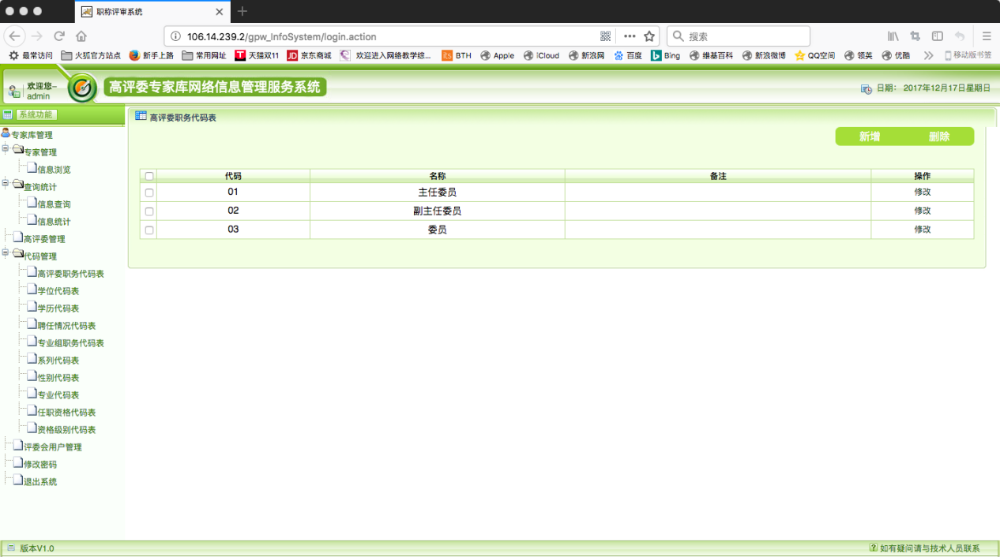 职称评审系统
106.14.239.2/gpw_InfoSystem/login.action
搜索
最常访问 火狐官方站点 新手上路 常用网址 天猫双11 京东商城 欢迎进入网络教学综... BTH Apple iCloud 新浪网 百度 Bing 维基百科 新浪微博 QQ空间 领英 优酷 移动版书签
欢迎您-- admin
高评委专家库网络信息管理服务系统
日期: 2017年12月17日星期日
系统功能
专家库管理
专家管理
信息浏览
查询统计
信息查询
信息统计
高评委管理
代码管理
高评委职务代码表
学位代码表
学历代码表
聘任情况代码表
专业组职务代码表
系列代码表
性别代码表
专业代码表
任职资格代码表
资格级别代码表
评委会用户管理
修改密码
退出系统
高评委职务代码表
新增 删除
代码 名称 备注 操作
01 主任委员 修改
02 副主任委员 修改
03 委员 修改
版本V1.0
如有疑问请与技术人员联系